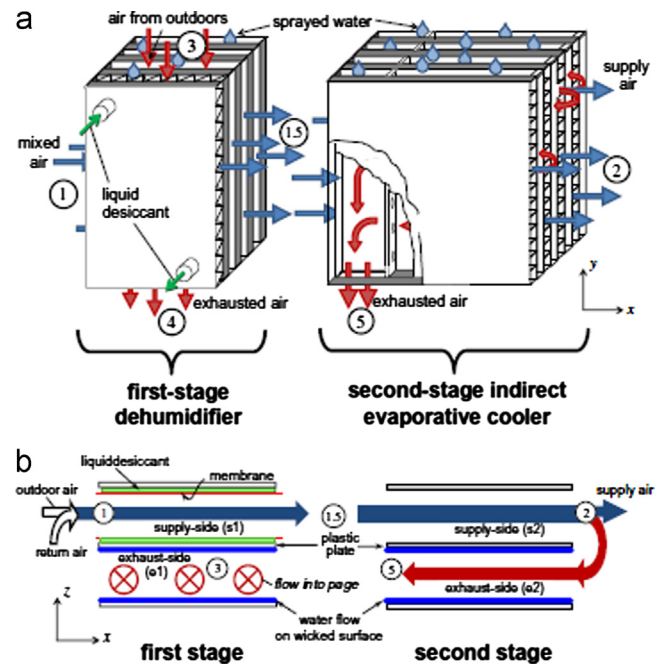 a
air from outdoors
sprayed water
3
supply air
mixed air
1
1.5
2
liquid desiccant
y
x
exhausted air
4
exhausted air
5
first-stage dehumidifier
second-stage indirect evaporative cooler
b
liquiddesiccant
membrane
outdoor air
supply air
1
1.5
2
supply-side (s1)
supply-side (s2)
return air
plastic plate
exhaust-side (e1)
3
5
flow into page
exhaust-side (e2)
z
x
water flow on wicked surface
first stage
second stage